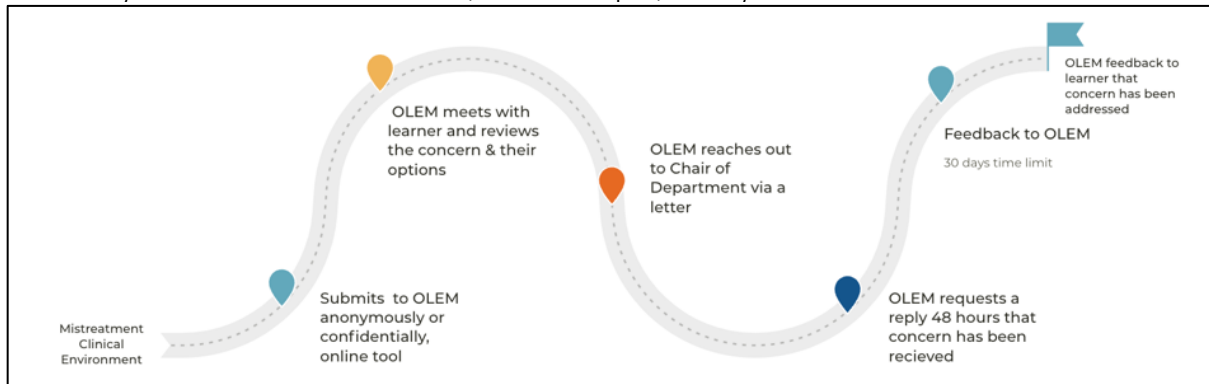 Mistreatment
Clinical
Environment
Submits to OLEM
anonymously or
confidentially,
online tool
OLEM meets with
learner and reviews
the concern & their
options
OLEM reaches out
to Chair of
Department via a
letter
OLEM requests a
reply 48 hours that
concern has been
recieved
Feedback to OLEM
30 days time limit
OLEM feedback to
learner that
concern has been
addressed